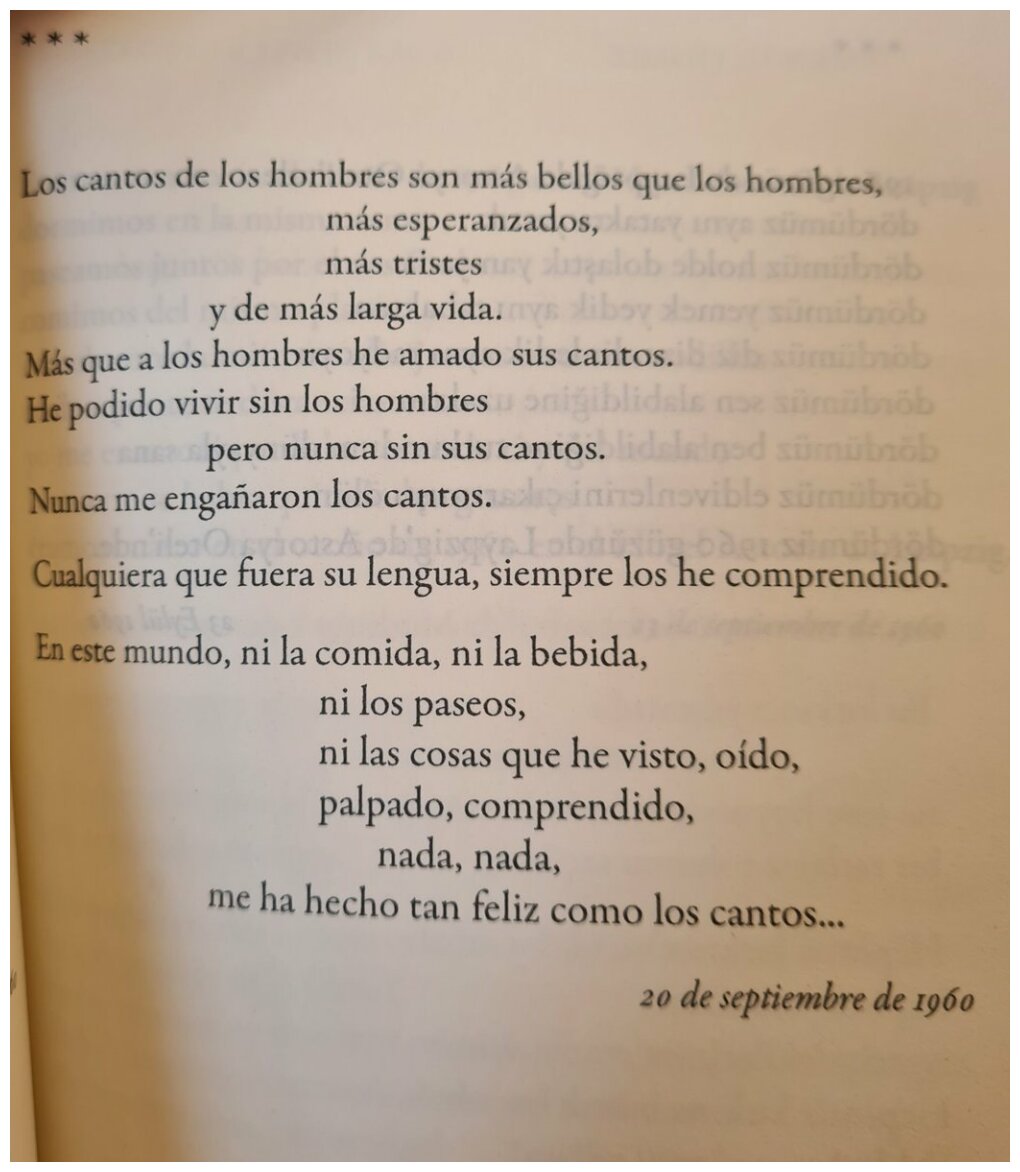 * * *
Los cantos de los hombres son más bellos que los hombres,
más esperanzados,
más tristes
y de más larga vida.
Más que a los hombres he amado sus cantos.
He podido vivir sin los hombres
pero nunca sin sus cantos.
Nunca me engañaron los cantos.
Cualquiera que fuera su lengua, siempre los he comprendido.
En este mundo, ni la comida, ni la bebida,
ni los paseos,
ni las cosas que he visto, oído,
palpado, comprendido,
nada, nada,
me ha hecho tan feliz como los cantos...
20 de septiembre de 1960